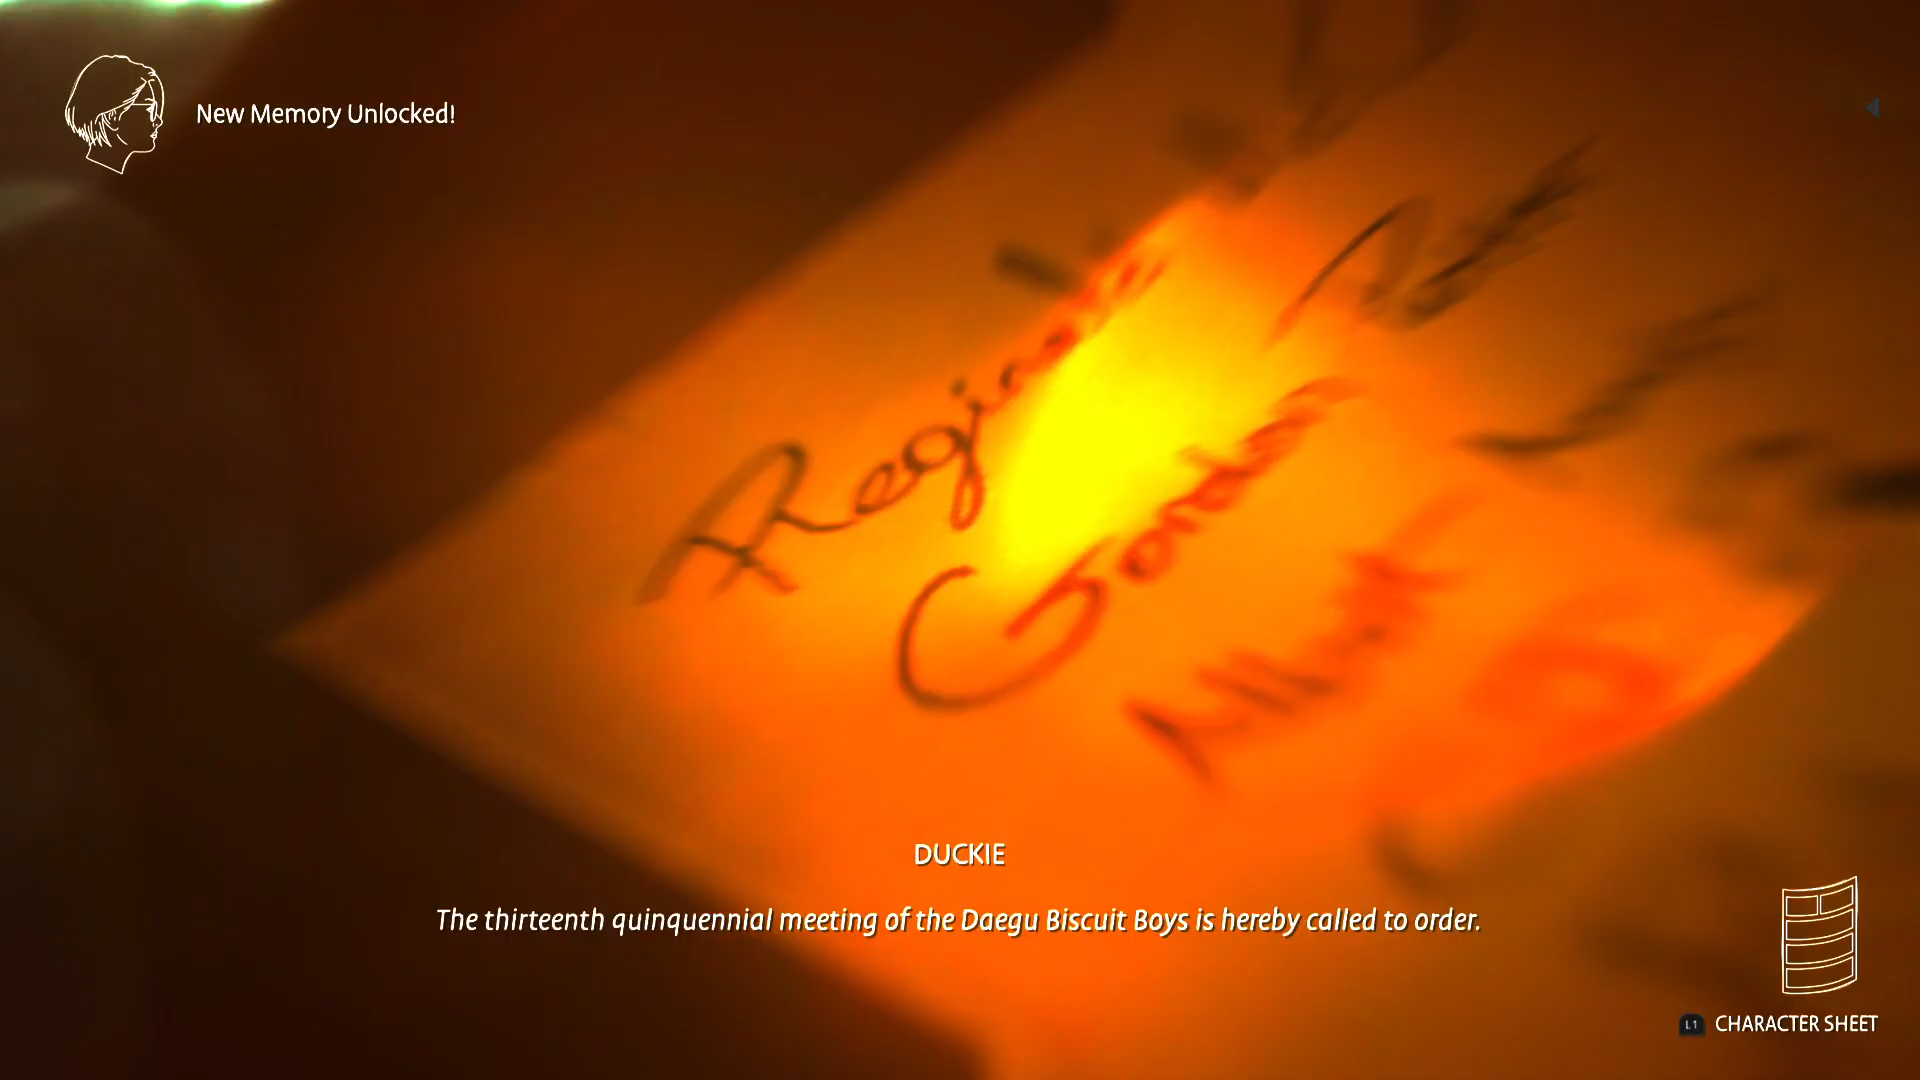 New Memory Unlocked!
Gordon
DUCKIE
The thirteenth quinquennial meeting of the Daegu Biscuit Boys is hereby called to order.
L1 CHARACTER SHEET